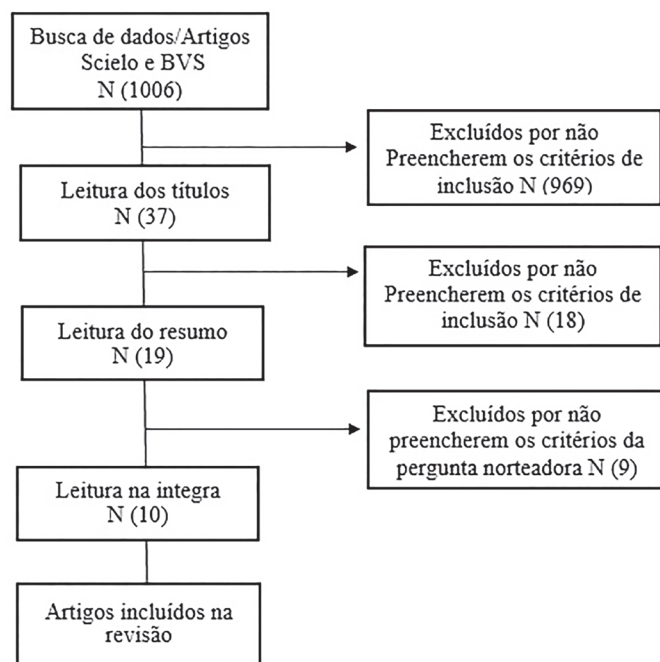 Busca de dados/Artigos
Scielo e BVS
N (1006)
Excluídos por não
Preencherem os critérios de
inclusão N (969)
Leitura dos títulos
N (37)
Excluídos por não
Preencherem os critérios de
inclusão N (18)
Leitura do resumo
N (19)
Excluídos por não
preencherem os critérios da
pergunta norteadora N (9)
Leitura na integra
N (10)
Artigos incluídos na
revisão